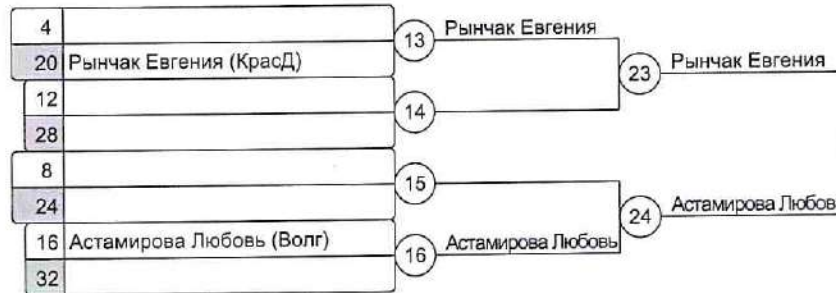 4
13 Рынчак Евгения
20 Рынчак Евгения (КрасД)
23 Рынчак Евгения
12
14
28
8
15
24
24 Астамирова Любов
16 Астамирова Любовь (Волг)
16 Астамирова Любовь
32